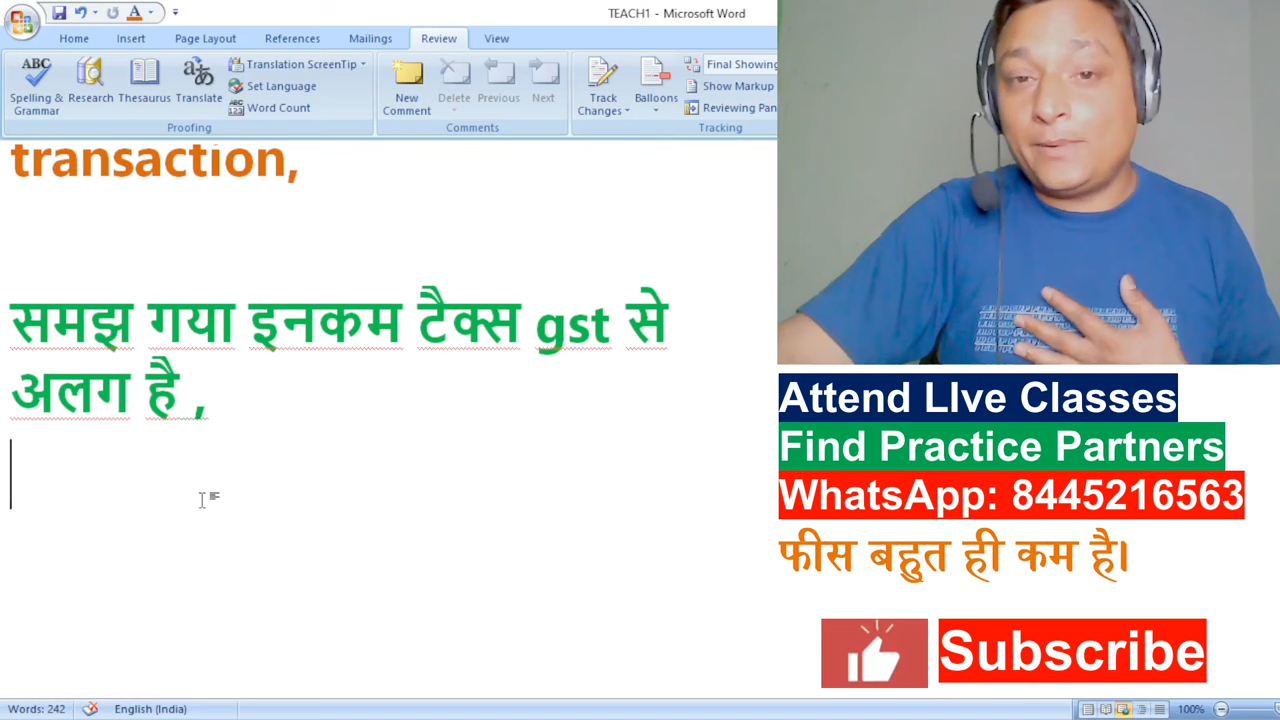 TEACH1 - Microsoft Word
Home Insert Page Layout References Mailings Review View
ABC
Spelling & Grammar
Research
Thesaurus
Translate
Translation ScreenTip
Set Language
ABC 123 Word Count
Proofing
New Comment
Delete
Previous
Next
Comments
Track Changes
Balloons
Final Showing
Show Markup
Reviewing Pan
Tracking
transaction,
समझ गया इनकम टैक्स gst से
अलग है ,
Attend LIve Classes
Find Practice Partners
WhatsApp: 8445216563
फीस बहुत ही कम है।
Subscribe
Words: 242 English (India) 100%